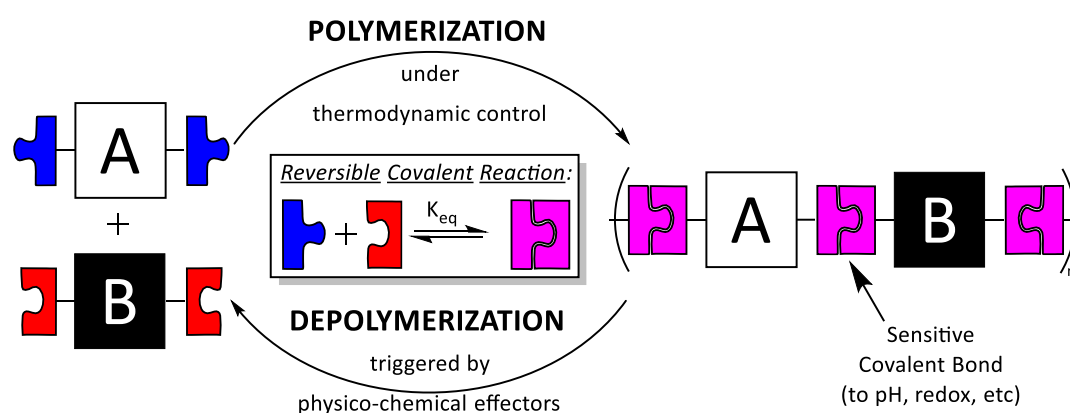 POLYMERIZATION
under
thermodynamic control
A
+
B
Reversible Covalent Reaction:
+
Keq
A
B
DEPOLYMERIZATION
triggered by
physico-chemical effectors
Sensitive
Covalent Bond
(to pH, redox, etc)